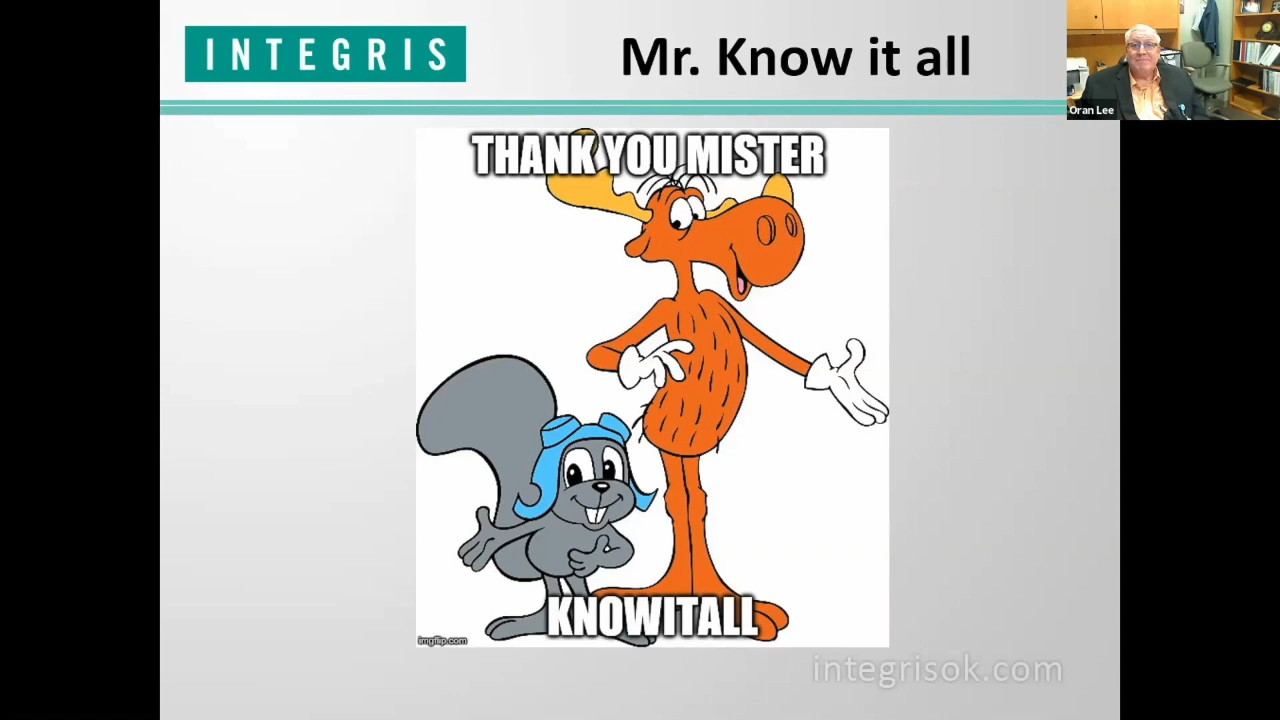 INTEGRIS
Mr. Know it all
Oran Lee
THANK YOU MISTER
KNOWITALL
imgflip.com
integrisok.com